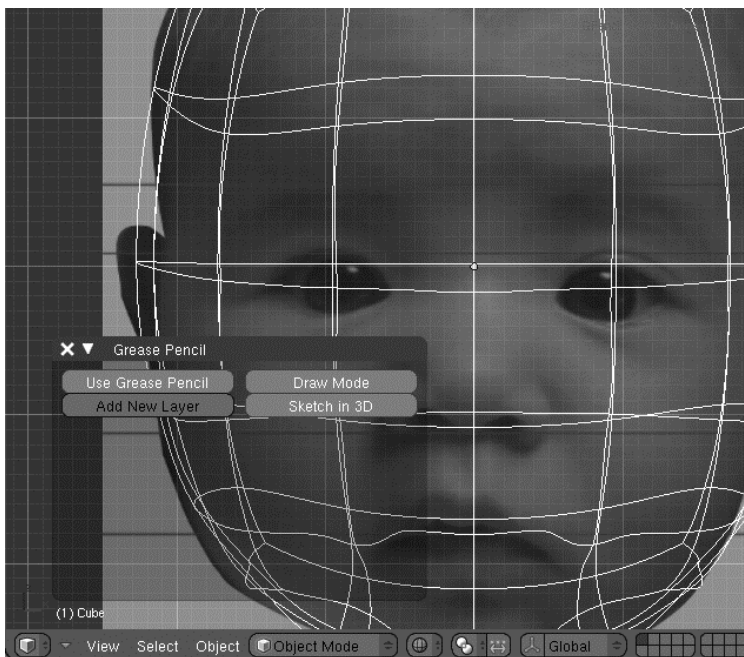 Grease Pencil
Use Grease Pencil Draw Mode
Add New Layer Sketch in 3D
(1) Cube
View Select Object Object Mode Global